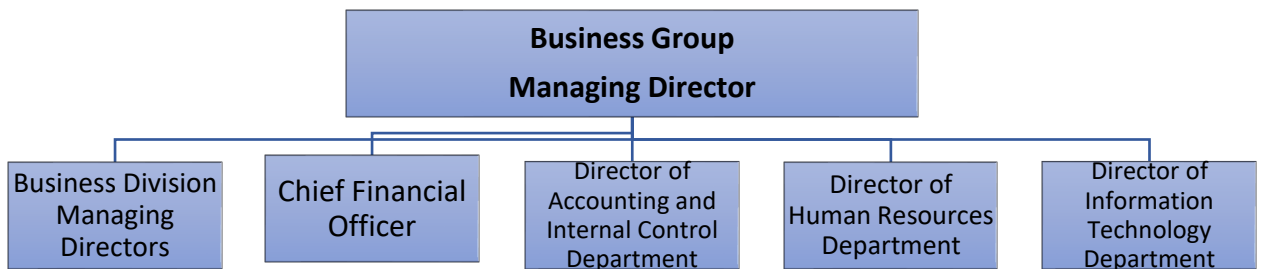 Business Group
Managing Director
Business Division
Managing
Directors
Chief Financial
Officer
Director of
Accounting and
Internal Control
Department
Director of
Human Resources
Department
Director of
Information
Technology
Department